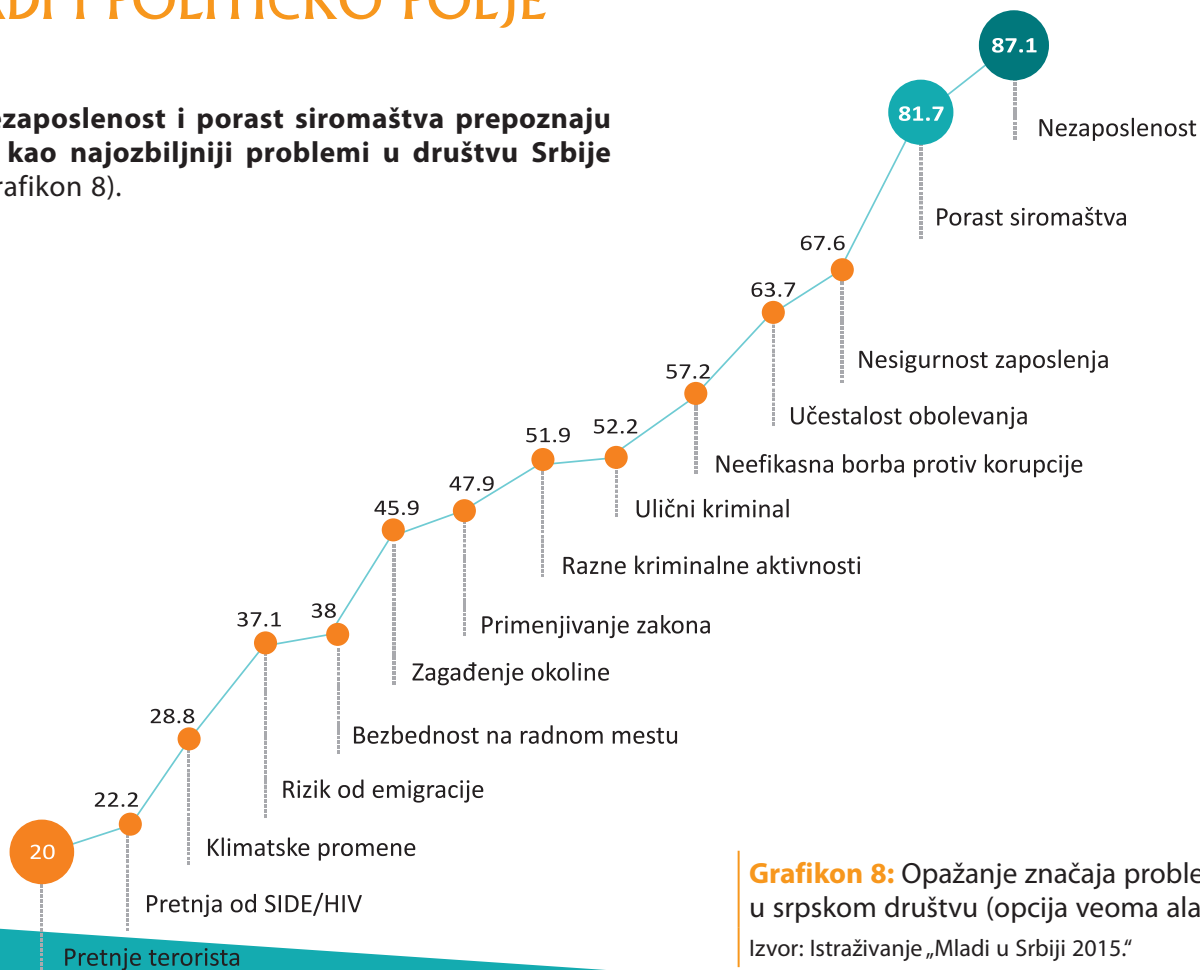 I POLITIČKO POLJE
i porast siromaštva prepoznaju
kao najozbiljniji problemi u društvu Srbije
8).
87.1
Nezaposlenost
81.7
Porast siromaštva
67.6
Nesigurnost zaposlenja
63.7
Učestalost obolevanja
57.2
Neefikasna borba protiv korupcije
52.2
Ulični kriminal
51.9
Razne kriminalne aktivnosti
47.9
Primenjivanje zakona
45.9
Zagađenje okoline
38
Bezbednost na radnom mestu
37.1
Rizik od emigracije
28.8
Klimatske promene
22.2
Pretnja od SIDE/HIV
20
Pretnje terorista
Grafikon 8: Opažanje značaja
u srpskom društvu (opcija veoma
Izvor: Istraživanje „Mladi u Srbiji 2015.“